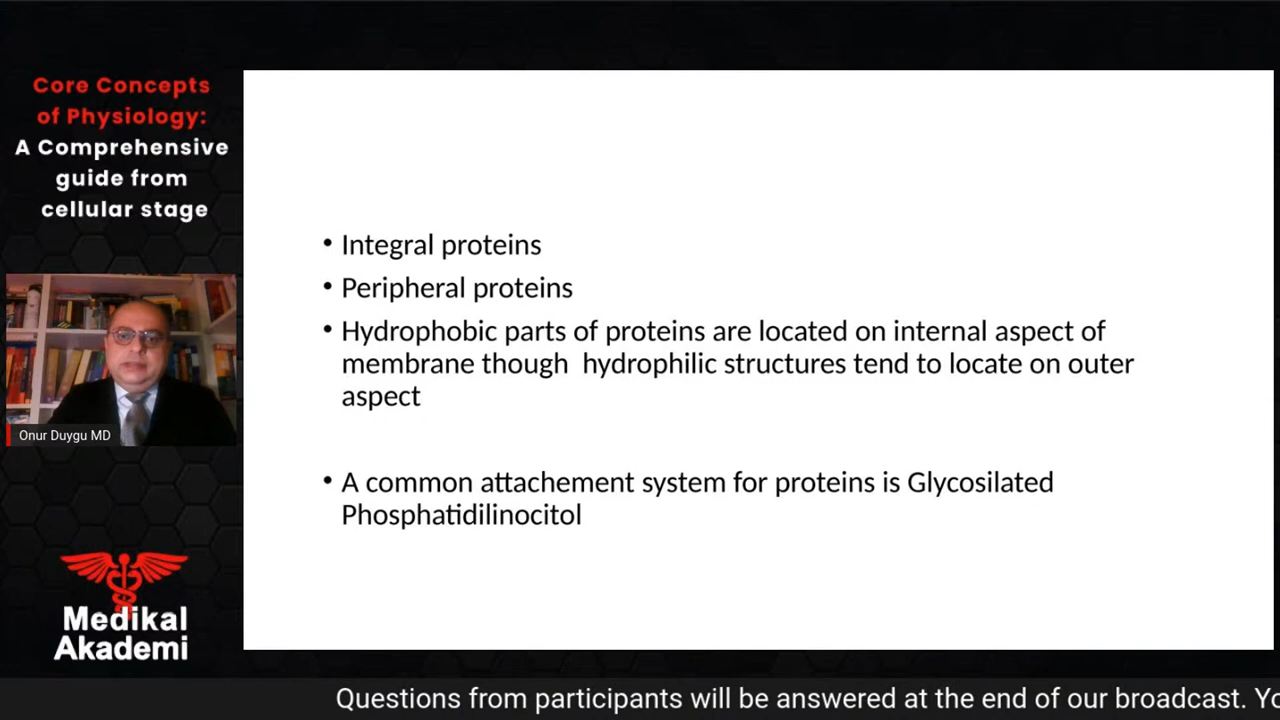 Core Concepts
of Physiology:
A Comprehensive
guide from
cellular stage
• Integral proteins
• Peripheral proteins
• Hydrophobic parts of proteins are located on internal aspect of
membrane though  hydrophilic structures tend to locate on outer
aspect
• A common attachement system for proteins is Glycosilated
Phosphatidilinocitol
Onur Duygu MD
Medikal
Akademi
Questions from participants will be answered at the end of our broadcast. Yo